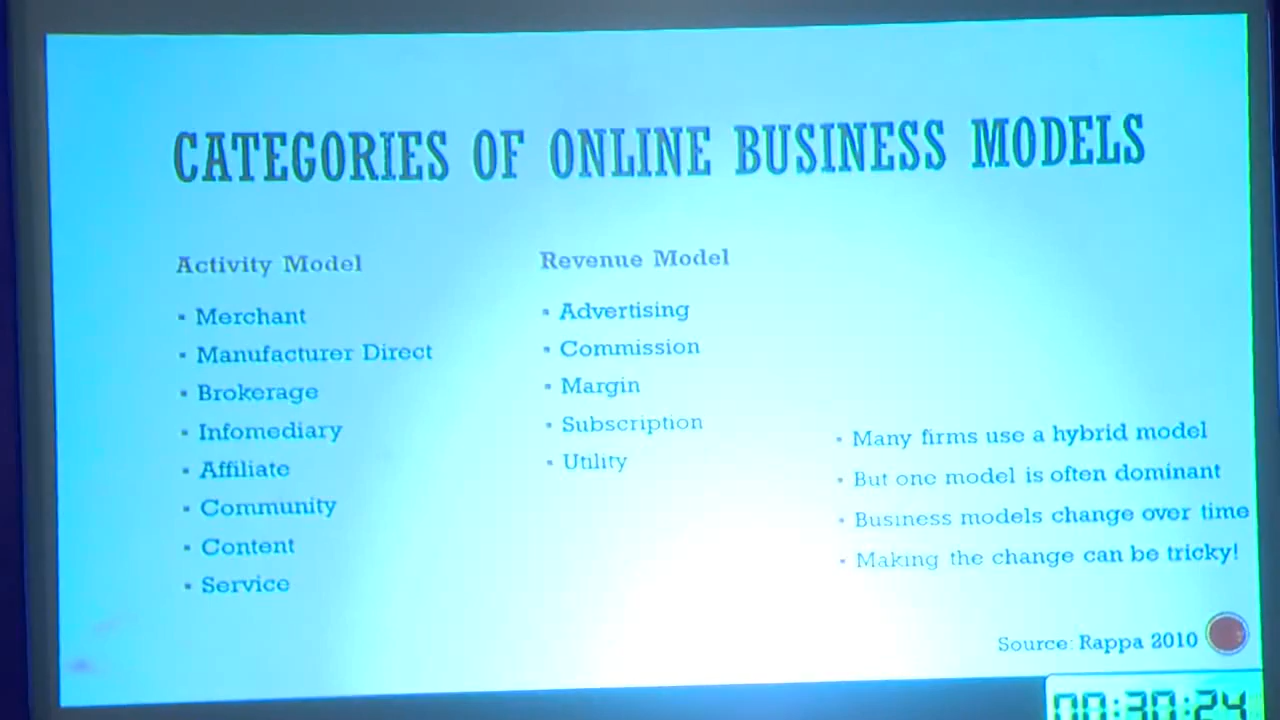 CATEGORIES OF ONLINE BUSINESS MODELS
Activity Model
▪ Merchant
▪ Manufacturer Direct
▪ Brokerage
▪ Infomediary
▪ Affiliate
▪ Community
▪ Content
▪ Service
Revenue Model
▪ Advertising
▪ Commission
▪ Margin
▪ Subscription
▪ Utility
▪ Many firms use a hybrid model
▪ But one model is often dominant
▪ Business models change over time
▪ Making the change can be tricky!
Source: Rappa 2010
00:30:24